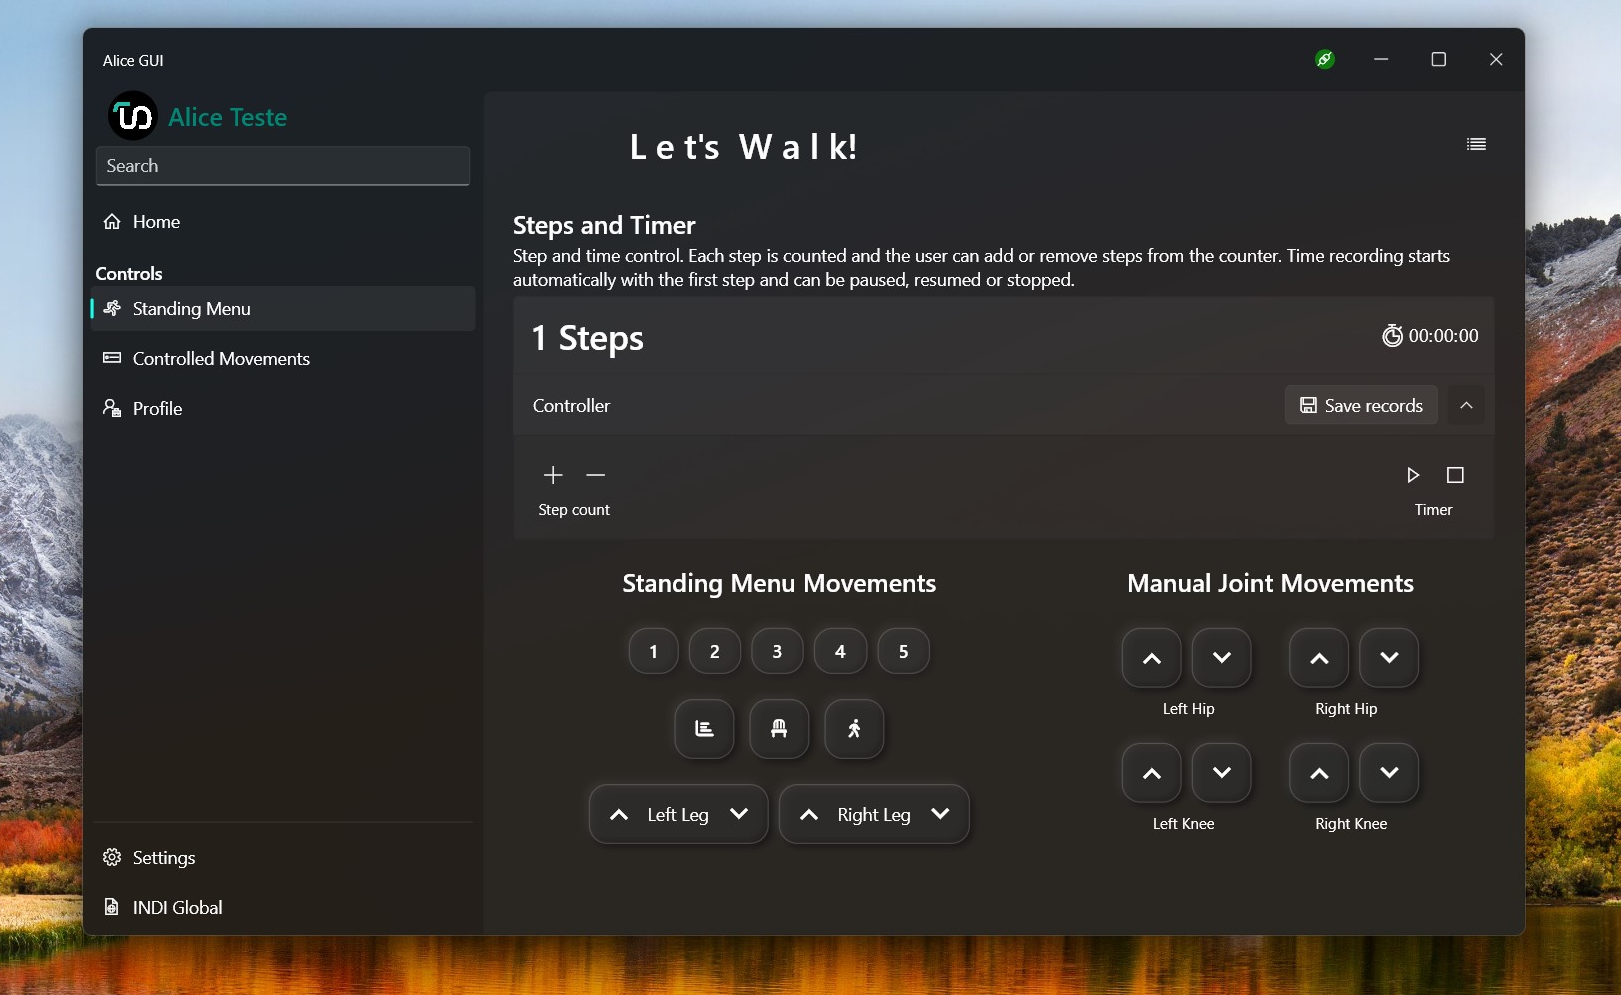 Alice GUI
Alice Teste
Search
Home
Controls
Standing Menu
Controlled Movements
Profile
Settings
INDI Global
Let's Walk!
Steps and Timer
Step and time control. Each step is counted and the user can add or remove steps from the counter. Time recording starts
automatically with the first step and can be paused, resumed or stopped.
1 Steps
00:00:00
Controller
Save records
Step count
Timer
Standing Menu Movements
1 2 3 4 5
Left Leg
Right Leg
Manual Joint Movements
Left Hip
Right Hip
Left Knee
Right Knee